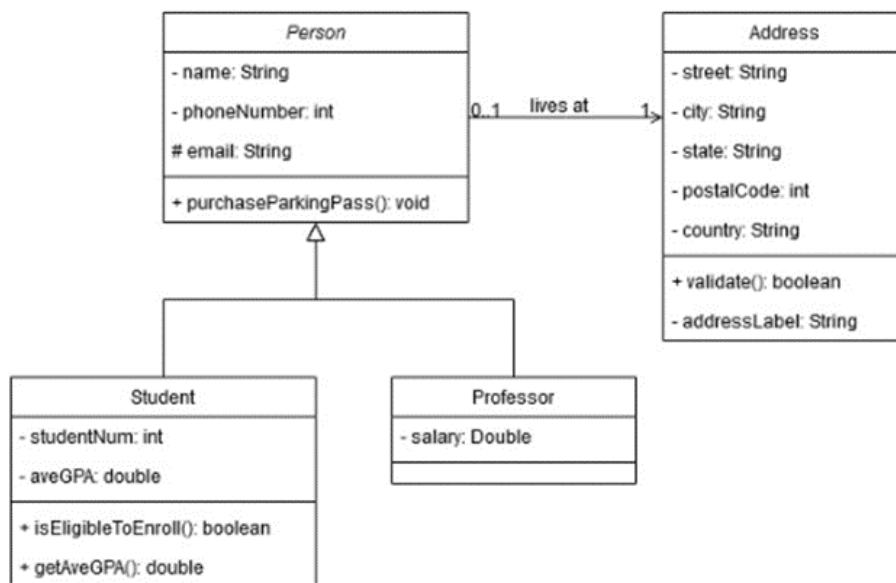 Person
- name: String
- phoneNumber: int
# email: String
+ purchaseParkingPass(): void
0..1
lives at
1
Address
- street: String
- city: String
- state: String
- postalCode: int
- country: String
+ validate(): boolean
- addressLabel: String
Student
- studentNum: int
- aveGPA: double
+ isEligibleToEnroll(): boolean
+ getAveGPA(): double
Professor
- salary: Double